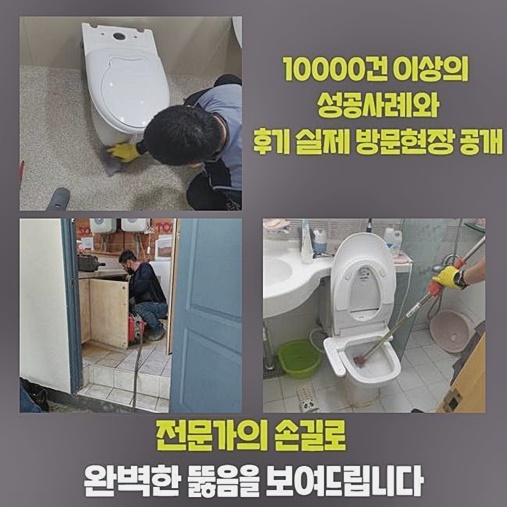 10000건 이상의
성공사례와
후기 실제 방문현장 공개
전문가의 손길로
완벽한 뚫음을 보여드립니다